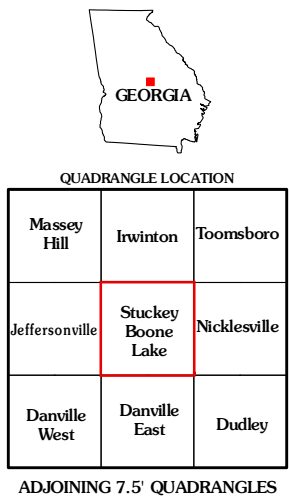 GEORGIA
QUADRANGLE LOCATION
Massey
Hill
Irwinton
Toomsboro
Jeffersonville
Stuckey
Boone
Lake
Nicklesville
Danville
West
Danville
East
Dudley
ADJOINING 7.5' QUADRANGLES